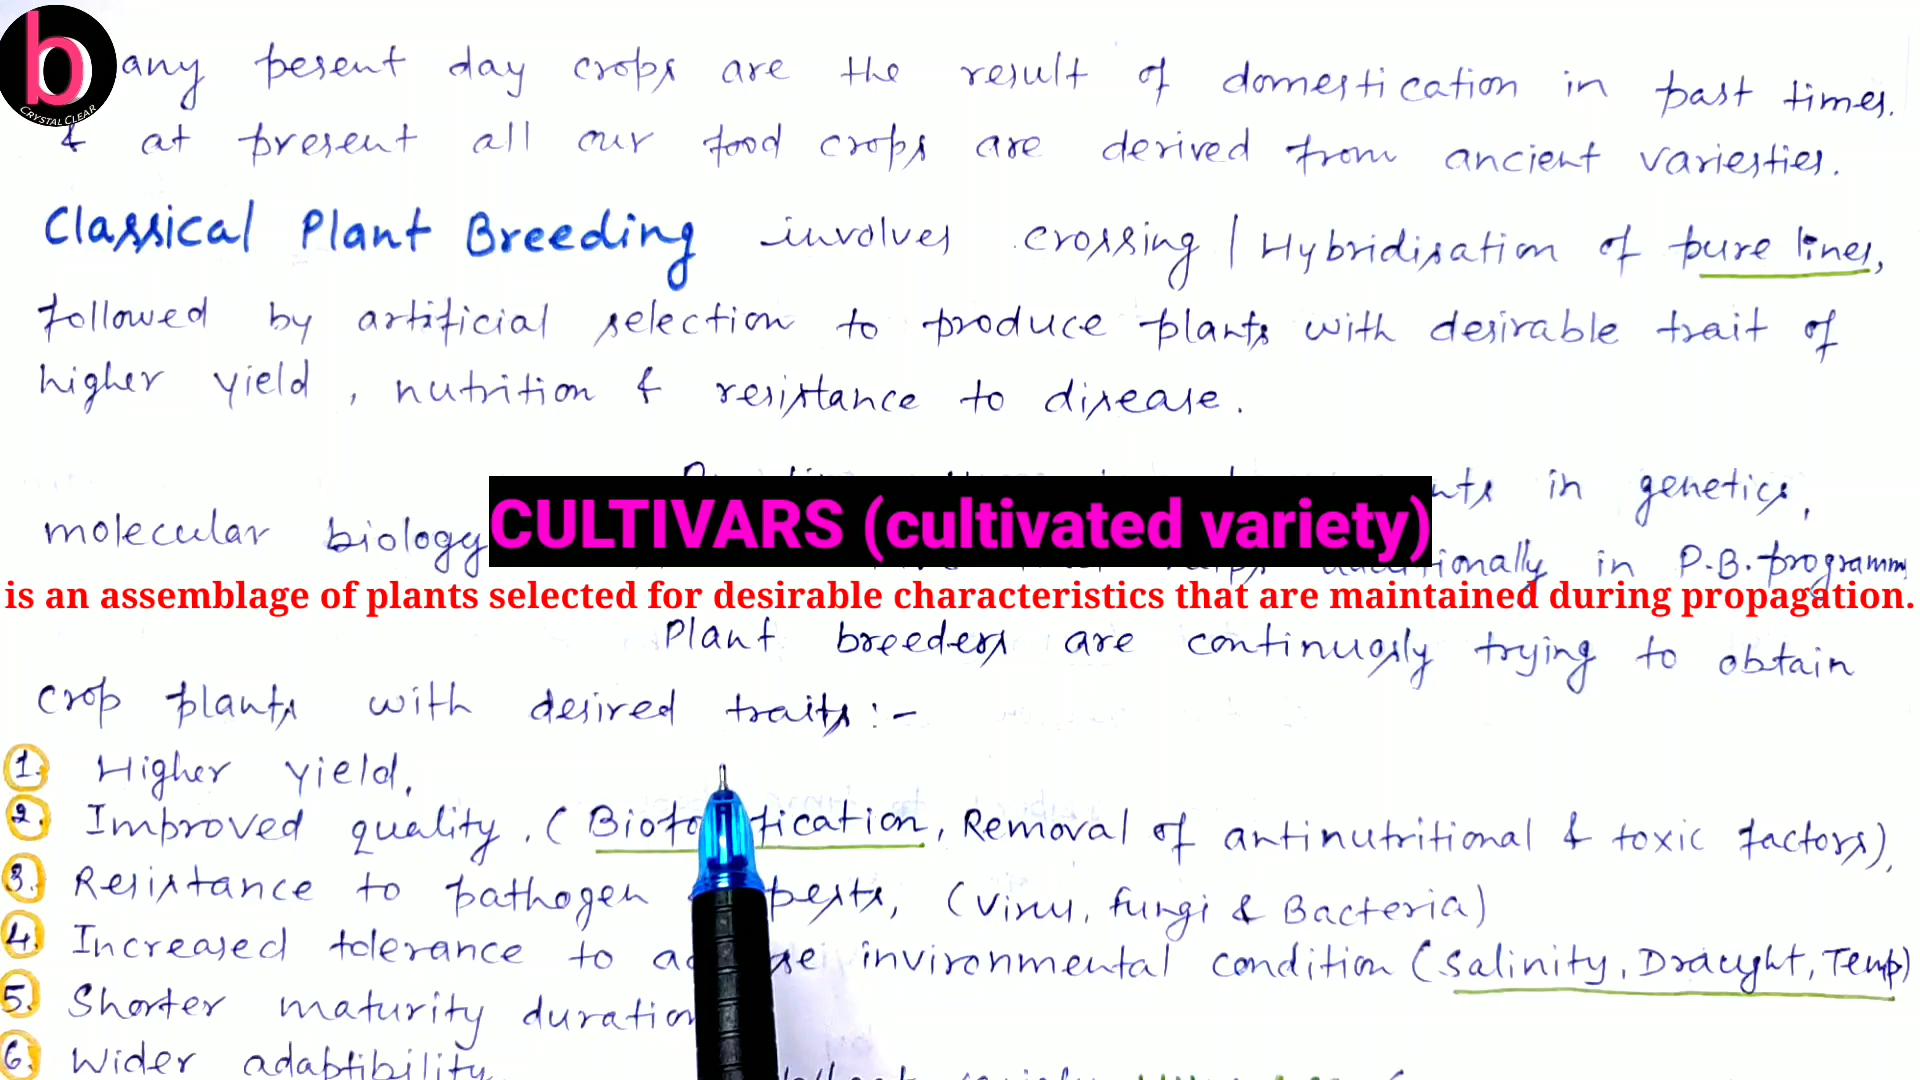 b
CRYSTAL CLEAR
any pesent day crops are the result of domestication in past times.
& at present all our food crops are derived from ancient variesties.
Classical Plant Breeding involves crossing / Hybridisation of pure lines,
followed by artificial selection to produce plants with desirable trait of
higher yield, nutrition & resistance to disease.
in genetics,
molecular biology
CULTIVARS (cultivated variety)
in P.B. programm
is an assemblage of plants selected for desirable characteristics that are maintained during propagation.
Plant breeders are continuosly trying to obtain
crop plants with desired traits :-
1. Higher yield,
2. Improved quality, ( , Removal of antinutritional & toxic factors),
3. Resistance to pathogen pests, (Virus, fungi & Bacteria)
4. Increased tolerance to invironmental condition (Salinity, Draught, Temp)
5. Shorter maturity duration
6. Wider adaptibility